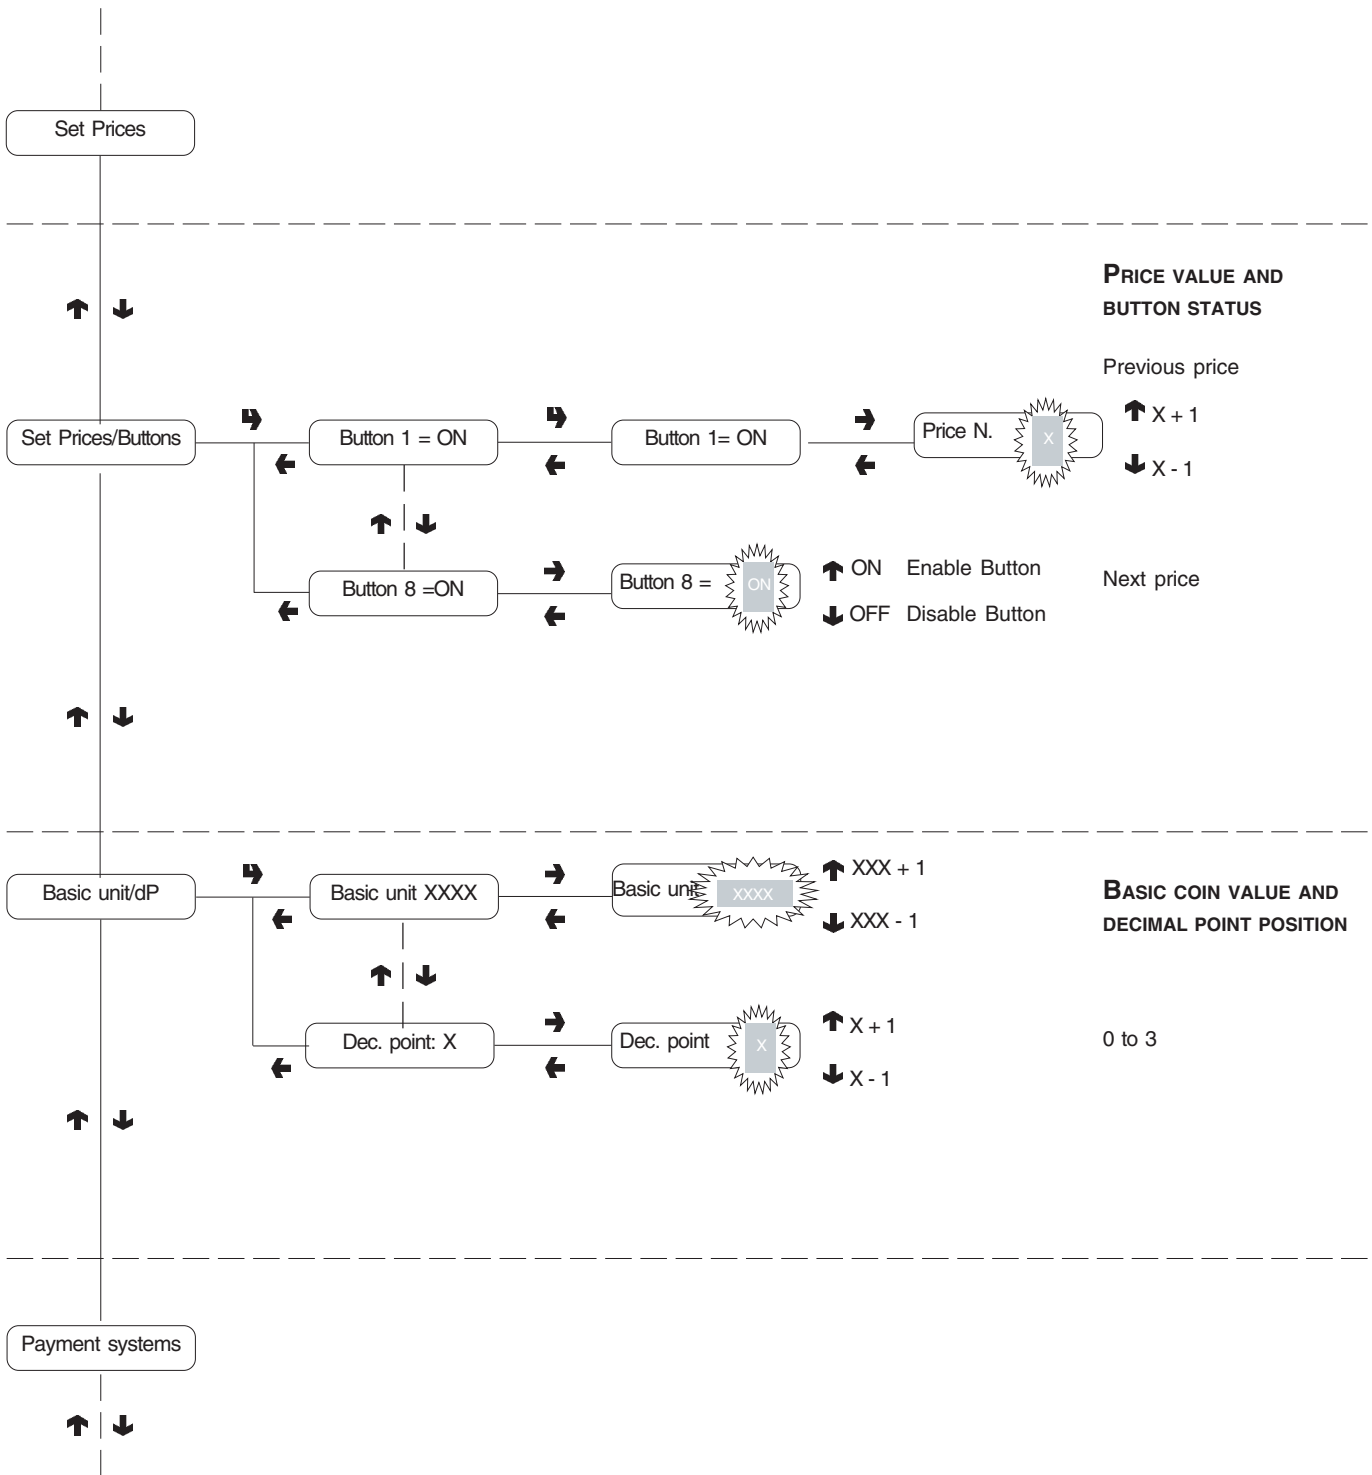 Set Prices
PRICE VALUE AND
BUTTON STATUS
Previous price
Set Prices/Buttons
Button 1 = ON
Button 1= ON
Price N. X
X + 1
X - 1
Button 8 =ON
Button 8 = ON
ON Enable Button
OFF Disable Button
Next price
Basic unit/dP
Basic unit XXXX
Basic unit XXXX
XXX + 1
XXX - 1
BASIC COIN VALUE AND
DECIMAL POINT POSITION
Dec. point: X
Dec. point X
X + 1
X - 1
0 to 3
Payment systems